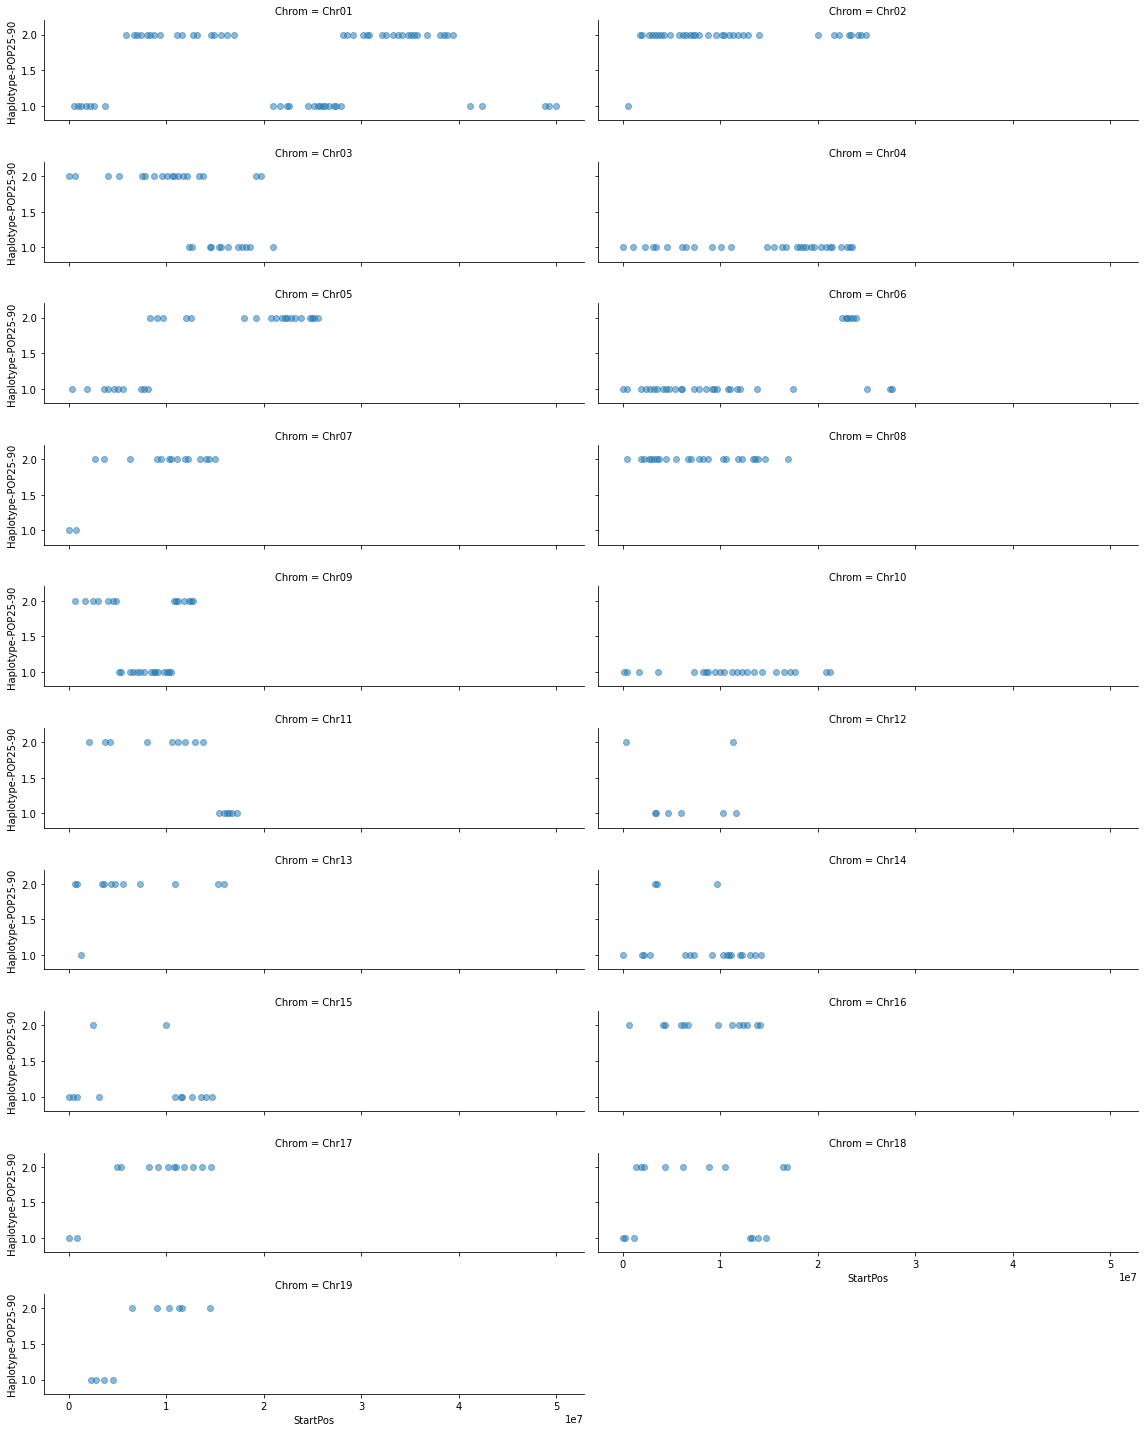 Chrom = Chr01
Chrom = Chr02
Haplotype-POP25-90
2.0
1.5
1.0
Chrom = Chr03
Chrom = Chr04
Haplotype-POP25-90
2.0
1.5
1.0
Chrom = Chr05
Chrom = Chr06
Haplotype-POP25-90
2.0
1.5
1.0
Chrom = Chr07
Chrom = Chr08
Haplotype-POP25-90
2.0
1.5
1.0
Chrom = Chr09
Chrom = Chr10
Haplotype-POP25-90
2.0
1.5
1.0
Chrom = Chr11
Chrom = Chr12
Haplotype-POP25-90
2.0
1.5
1.0
Chrom = Chr13
Chrom = Chr14
Haplotype-POP25-90
2.0
1.5
1.0
Chrom = Chr15
Chrom = Chr16
Haplotype-POP25-90
2.0
1.5
1.0
Chrom = Chr17
Chrom = Chr18
Haplotype-POP25-90
2.0
1.5
1.0
0 1 2 3 4 5
StartPos
1e7
Chrom = Chr19
Haplotype-POP25-90
2.0
1.5
1.0
0 1 2 3 4 5
StartPos
1e7